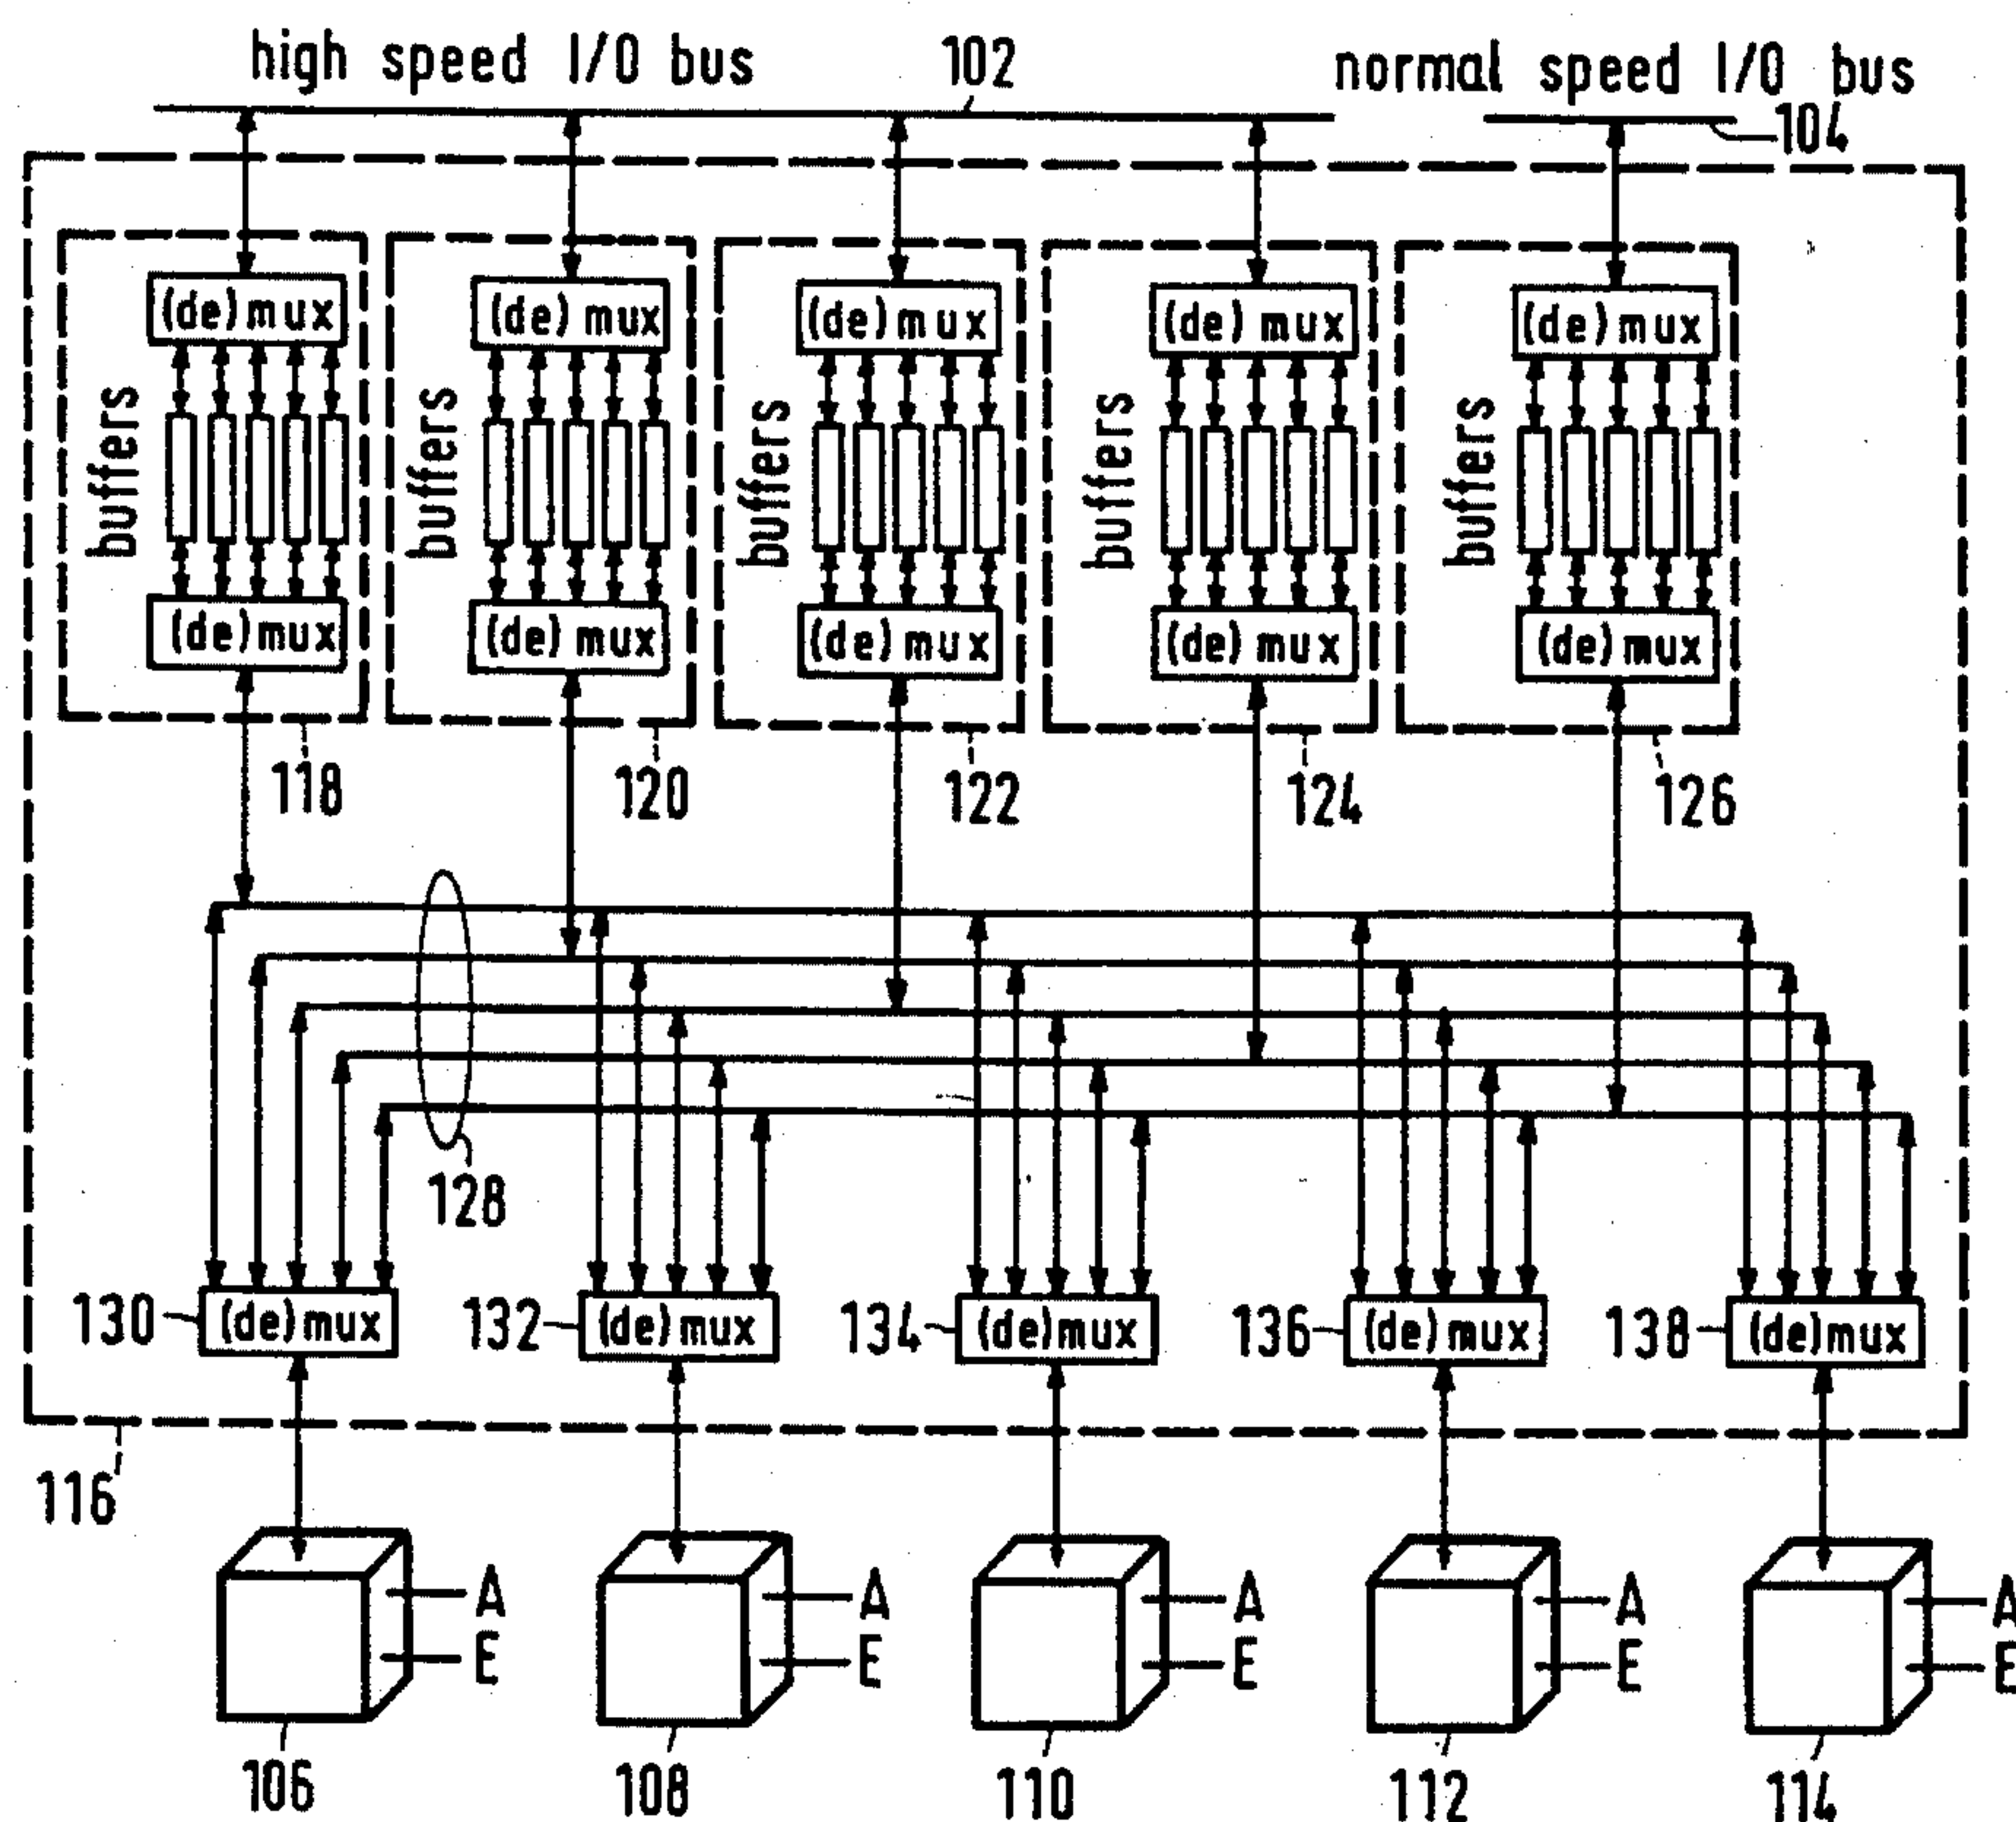 high speed I/O bus
102
normal speed I/O bus
104
(de) mux
(de) mux
(de) mux
(de) mux
(de) mux
buffers
buffers
buffers
buffers
buffers
(de) mux
(de) mux
(de) mux
(de) mux
(de) mux
118
120
122
124
126
128
130
(de) mux
132
(de) mux
134
(de) mux
136
(de) mux
138
(de) mux
116
A
A
A
A
A
E
E
E
E
E
106
108
110
112
114